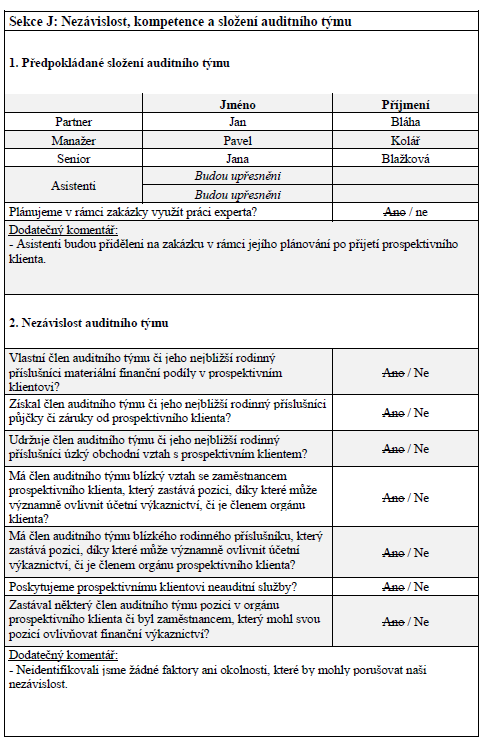 Sekce J: Nezávislost, kompetence a složení auditního týmu
1. Předpokládané složení auditního týmu
Jméno Příjmení
Partner Jan Bláha
Manažer Pavel Kolář
Senior Jana Blažková
Asistenti Budou upřesněni
Budou upřesněni
Plánujeme v rámci zakázky využít práci experta? Ano / ne
Dodatečný komentář:
- Asistenti budou přiděleni na zakázku v rámci jejího plánování po přijetí prospektivního
klienta.
2. Nezávislost auditního týmu
Vlastní člen auditního týmu či jeho nejbližší rodinný
příslušníci materiální finanční podíly v prospektivním
klientovi?
Ano / Ne
Získal člen auditního týmu či jeho nejbližší rodinný příslušníci
půjčky či záruky od prospektivního klienta?
Ano / Ne
Udržuje člen auditního týmu či jeho nejbližší rodinný
příslušníci úzký obchodní vztah s prospektivním klientem?
Ano / Ne
Má člen auditního týmu blízký vztah se zaměstnancem
prospektivního klienta, který zastává pozici, díky které může
významně ovlivnit účetní výkaznictví, či je členem orgánu
klienta?
Ano / Ne
Má člen auditního týmu blízkého rodinného příslušníku, který
zastává pozici, díky které může významně ovlivnit účetní
výkaznictví, či je členem orgánu prospektivního klienta?
Ano / Ne
Poskytujeme prospektivnímu klientovi neauditní služby? Ano / Ne
Zastával některý člen auditního týmu pozici v orgánu
prospektivního klienta či byl zaměstnancem, který mohl svou
pozicí ovlivňovat finanční výkaznictví?
Ano / Ne
Dodatečný komentář:
- Neidentifikovali jsme žádné faktory ani okolnosti, které by mohly porušovat naši
nezávislost.